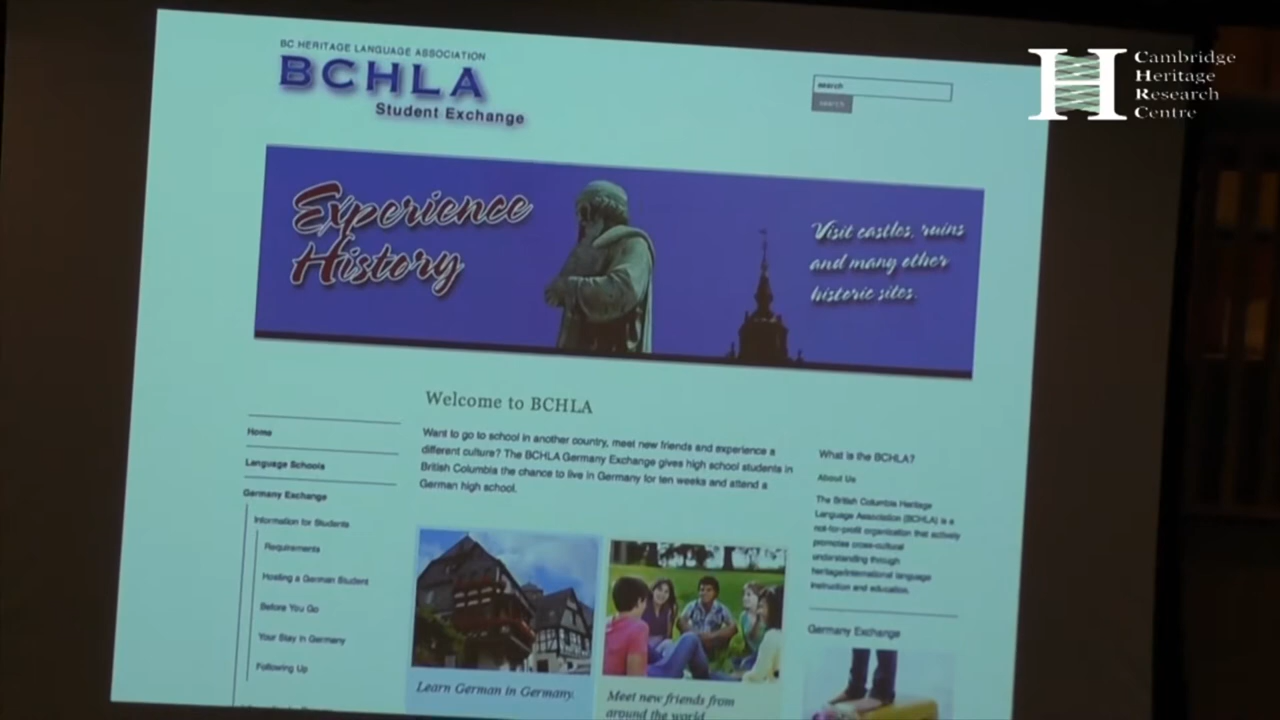 BC HERITAGE LANGUAGE ASSOCIATION
BCHLA
Student Exchange
search
search
Cambridge
Heritage
Research
Centre
Experience
History
Visit castles, ruins
and many other
historic sites.
Home
Language Schools
Germany Exchange
Information for Students
Requirements
Hosting a German Student
Before You Go
Your Stay in Germany
Following Up
Welcome to BCHLA
Want to go to school in another country, meet new friends and experience a
different culture? The BCHLA Germany Exchange gives high school students in
British Columbia the chance to live in Germany for ten weeks and attend a
German high school.
Learn German in Germany.
Meet new friends from
around the world
What is the BCHLA?
About Us
The British Columbia Heritage
Language Association (BCHLA) is a
not-for-profit organization that actively
promotes cross-cultural
understanding through
heritage/international language
instruction and education.
Germany Exchange